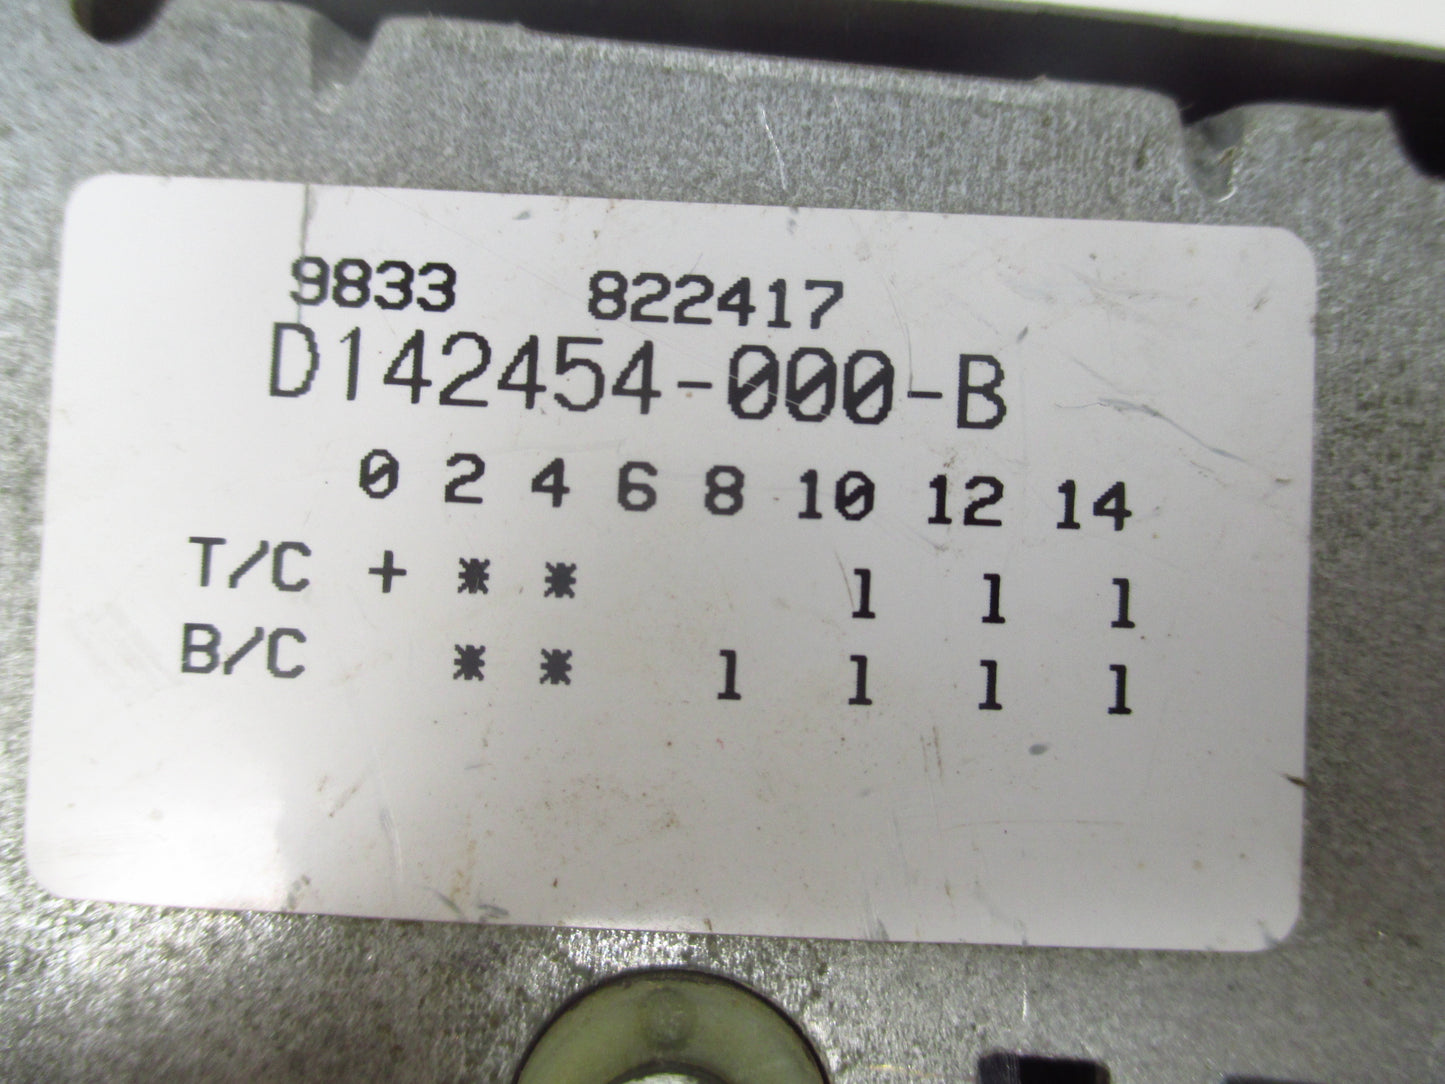 9833 822417
D142454-000-B
0 2 4 6 8 10 12 14
T/C + * * 1 1 1
B/C * * 1 1 1 1